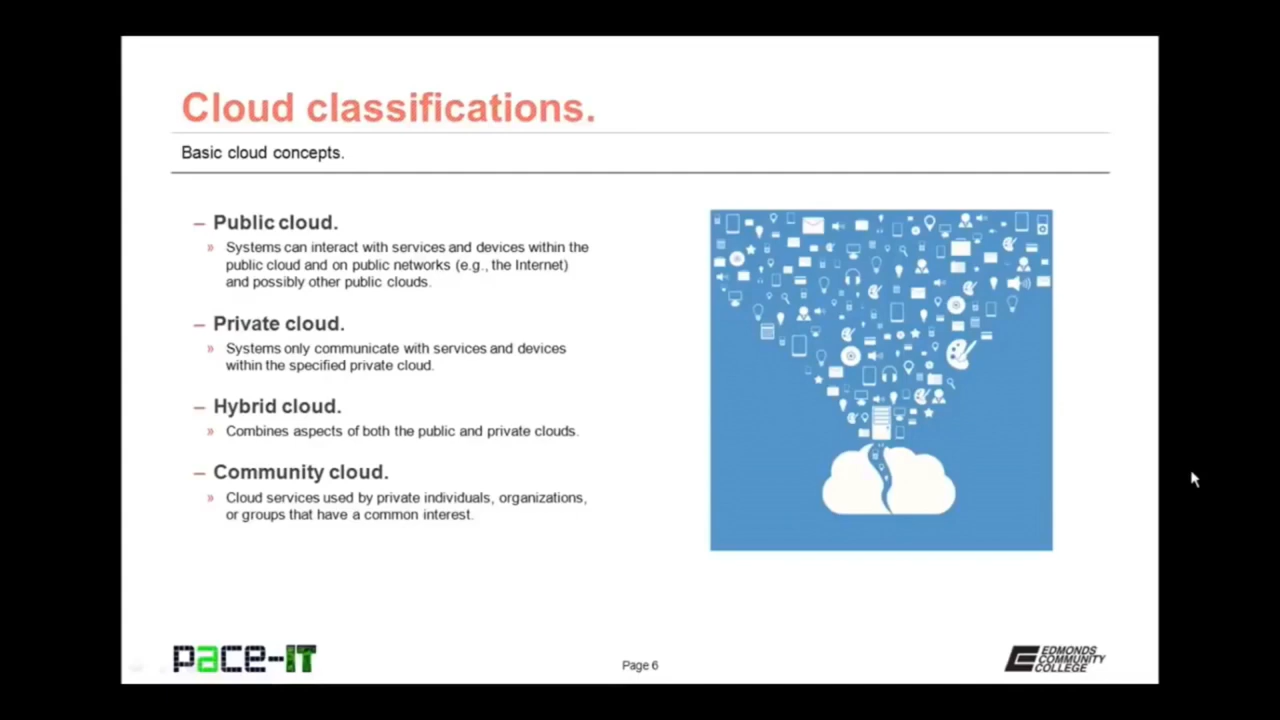 Cloud classifications.
Basic cloud concepts.
– Public cloud.
» Systems can interact with services and devices within the
public cloud and on public networks (e.g., the Internet)
and possibly other public clouds.
– Private cloud.
» Systems only communicate with services and devices
within the specified private cloud.
– Hybrid cloud.
» Combines aspects of both the public and private clouds.
– Community cloud.
» Cloud services used by private individuals, organizations,
or groups that have a common interest.
pace-IT
Page 6
EDMONDS
COMMUNITY
COLLEGE